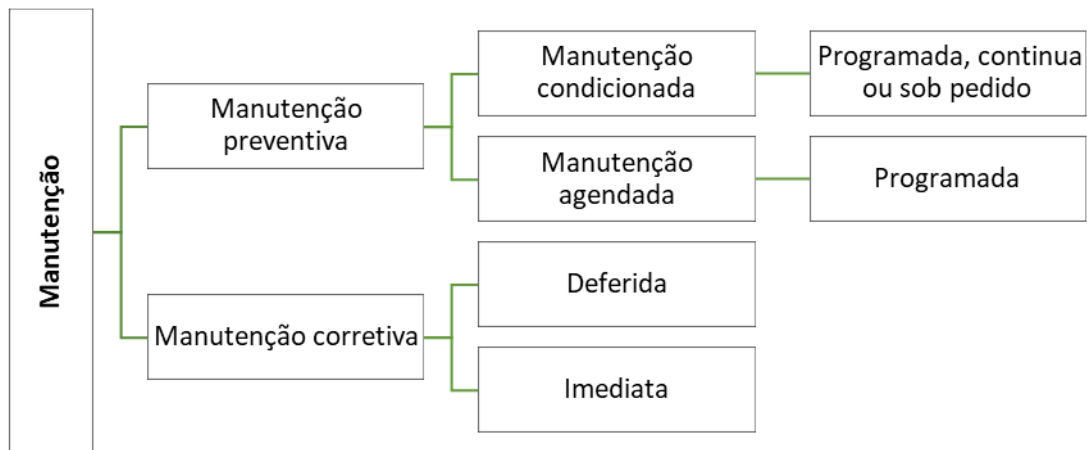 Manutenção
Manutenção
preventiva
Manutenção
condicionada
Programada, continua
ou sob pedido
Manutenção
agendada
Programada
Manutenção corretiva
Deferida
Imediata